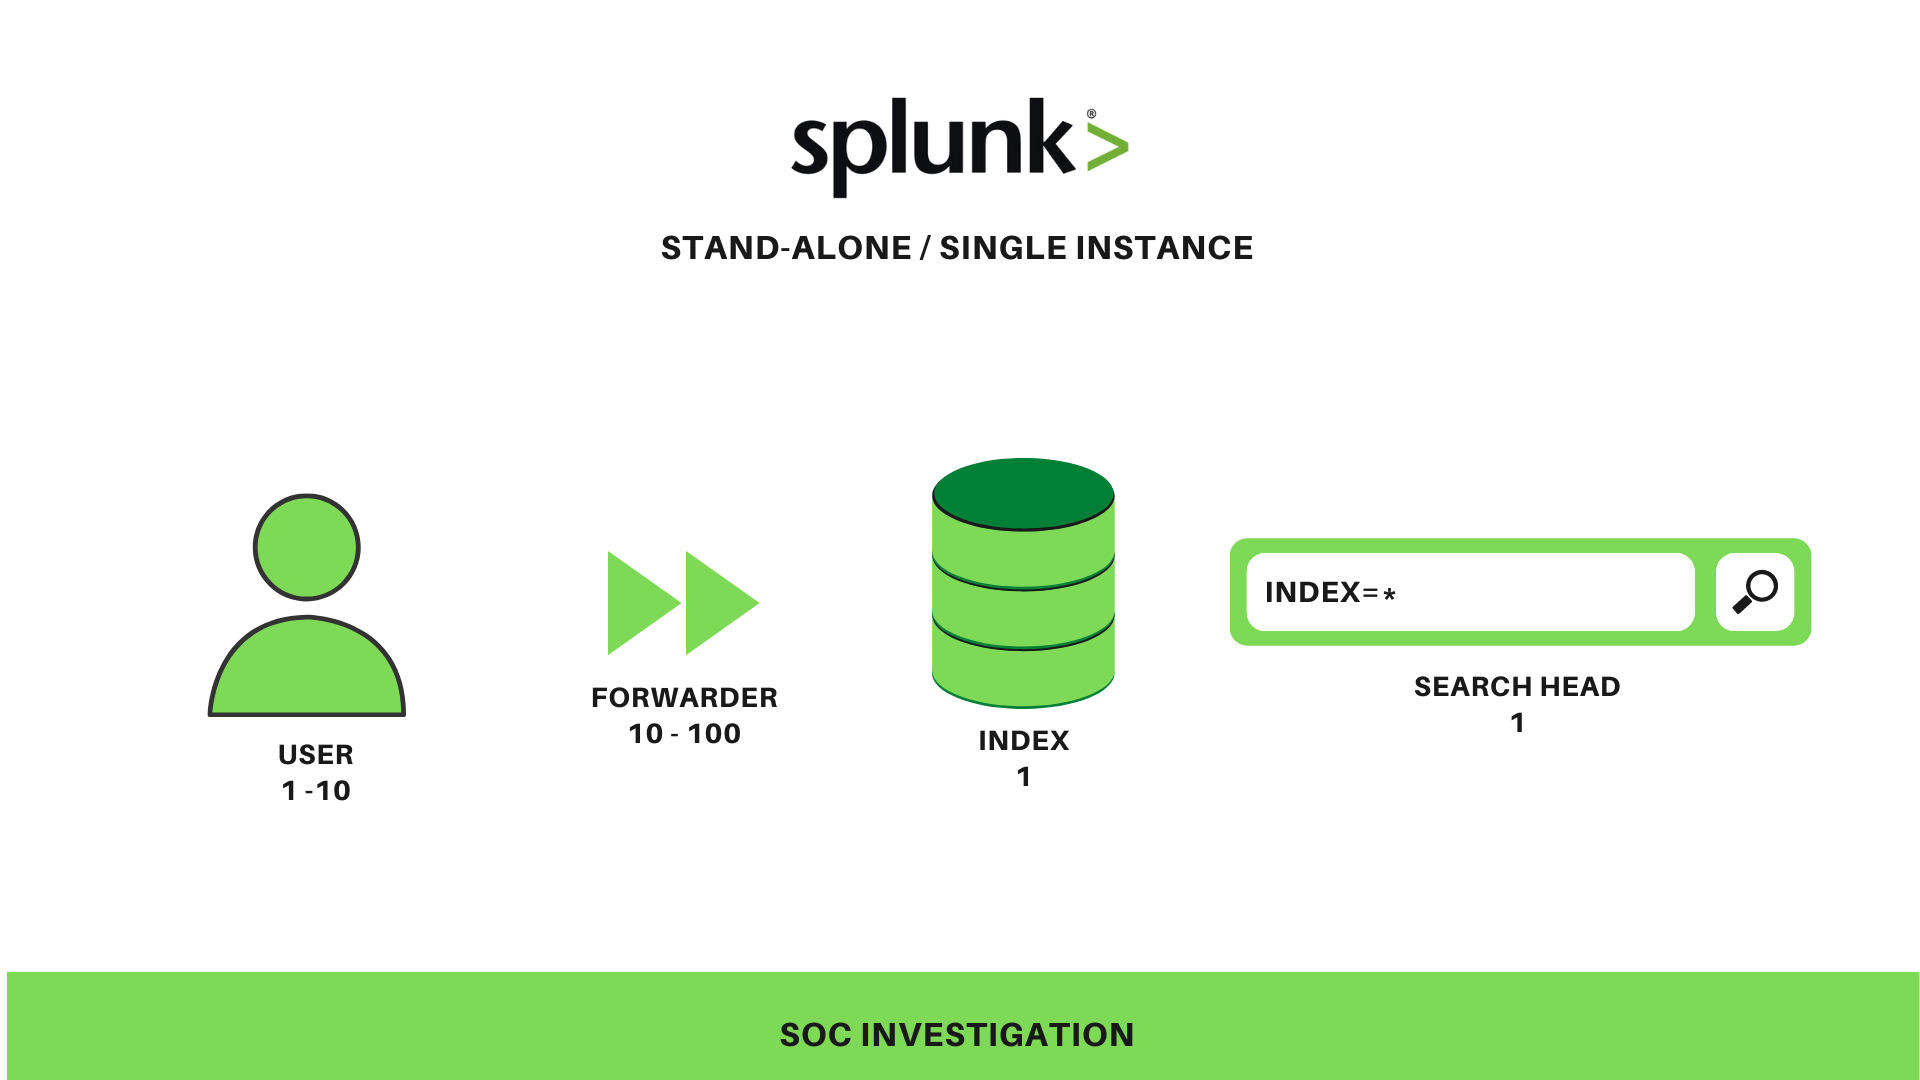 splunk>®
STAND-ALONE / SINGLE INSTANCE
USER
1 -10
FORWARDER
10 - 100
INDEX
1
INDEX=*
SEARCH HEAD
1
SOC INVESTIGATION